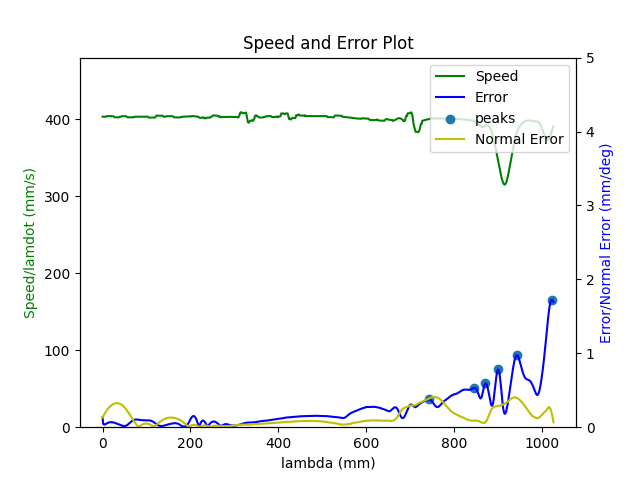 Speed and Error Plot
Speed
Error
peaks
Normal Error
Speed/lamdot (mm/s)
400
300
200
100
0
5
4
3
2
1
0
Error/Normal Error (mm/deg)
0
200
400
600
800
1000
lambda (mm)